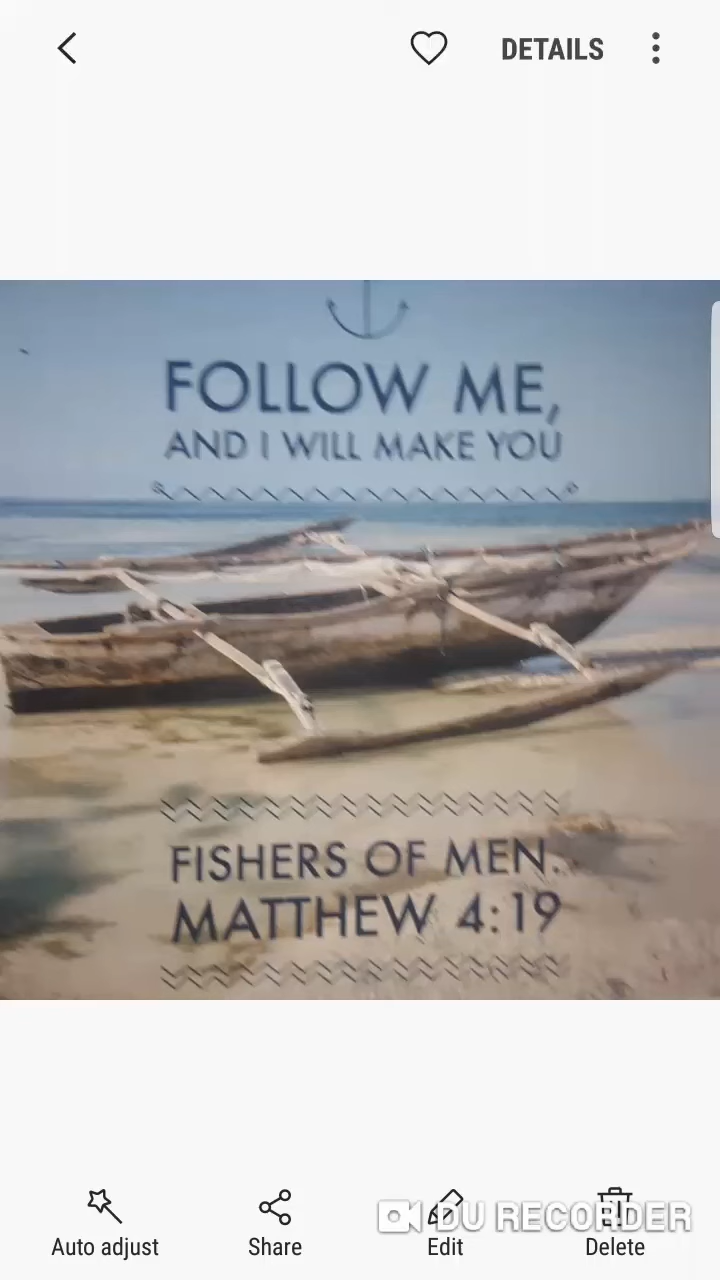 DETAILS
FOLLOW ME,
AND I WILL MAKE YOU
FISHERS OF MEN.
MATTHEW 4:19
DU RECORDER
Auto adjust
Share
Edit
Delete